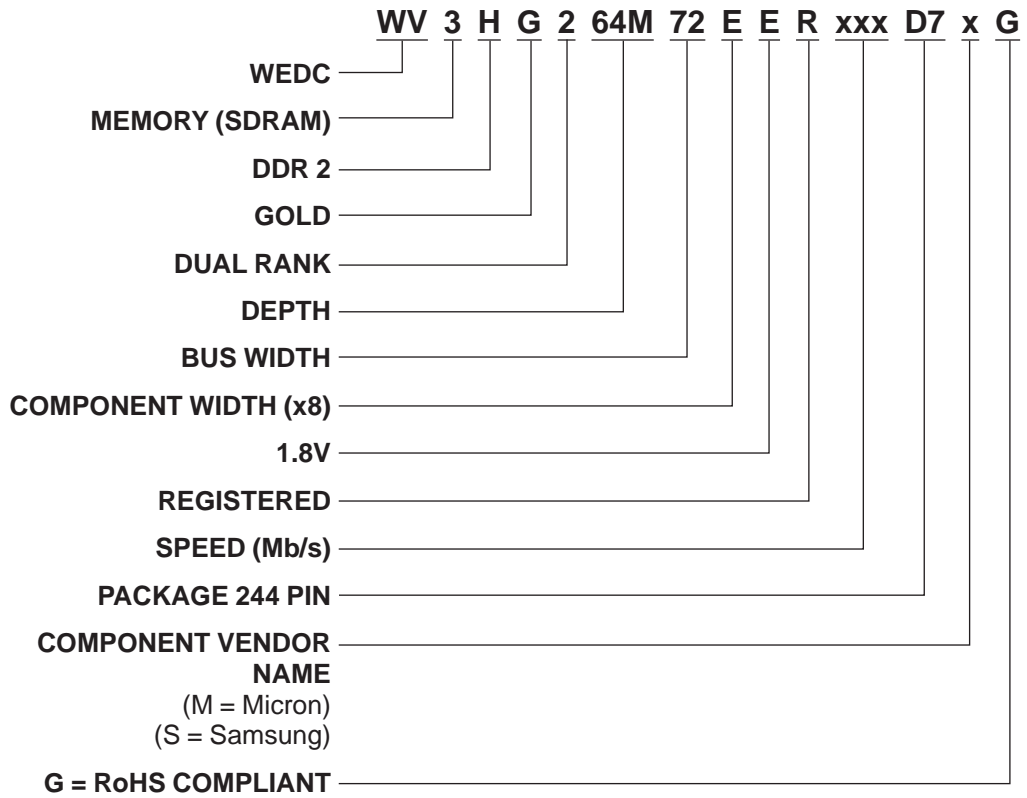 WV 3 H G 2 64M 72 E E R xxx D7 x G
WEDC
MEMORY (SDRAM)
DDR 2
GOLD
DUAL RANK
DEPTH
BUS WIDTH
COMPONENT WIDTH (x8)
1.8V
REGISTERED
SPEED (Mb/s)
PACKAGE 244 PIN
COMPONENT VENDOR
NAME
(M = Micron)
(S = Samsung)
G = RoHS COMPLIANT